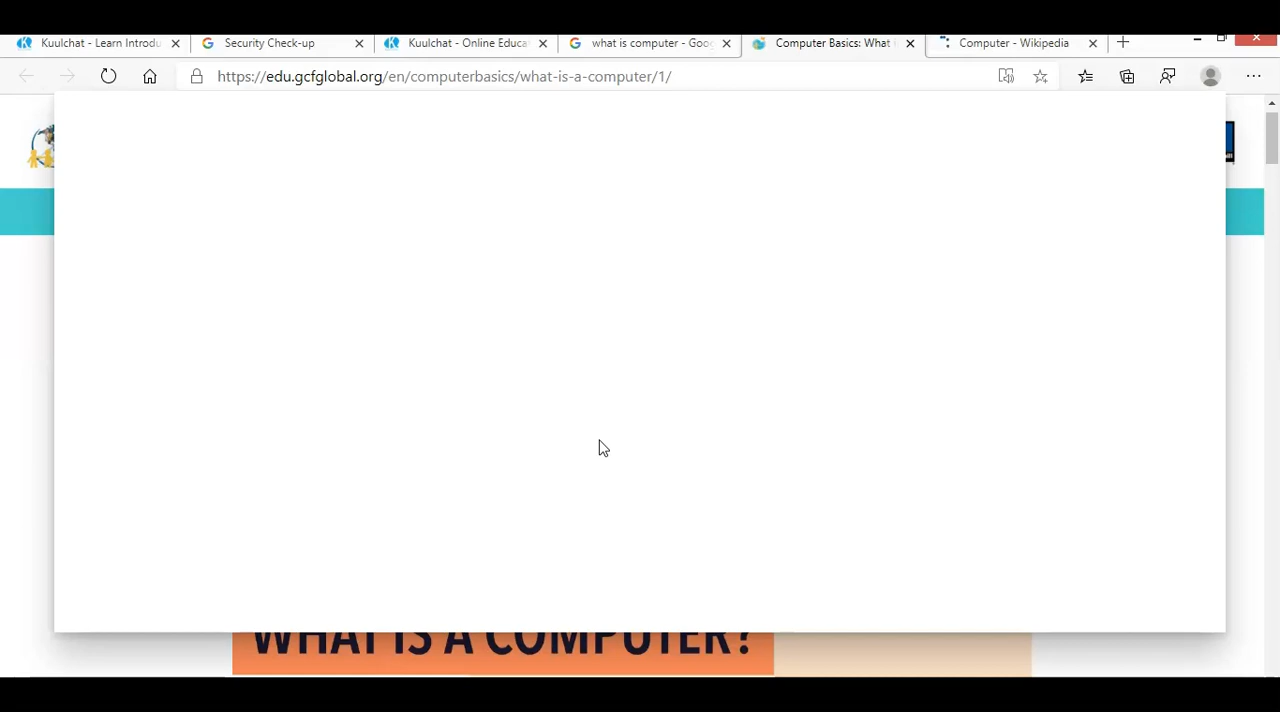 Kuulchat - Learn Introdu
Security Check-up
Kuulchat - Online Educa
what is computer - Goo
Computer Basics: What
Computer - Wikipedia
https://edu.gcfglobal.org/en/computerbasics/what-is-a-computer/1/
WHAT IS A COMPUTER?